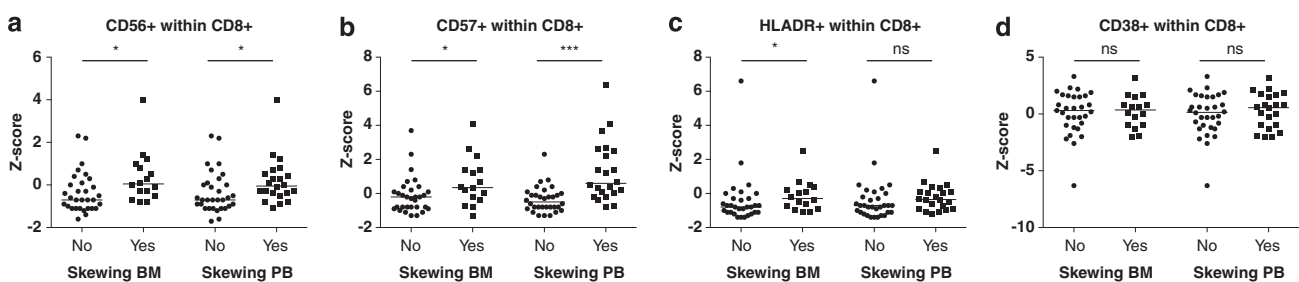 a
CD56+ within CD8+
Z-score
6
4
2
0
-2
*
*
No Yes No Yes
Skewing BM Skewing PB
b
CD57+ within CD8+
Z-score
8
6
4
2
0
-2
*
***
No Yes No Yes
Skewing BM Skewing PB
c
HLADR+ within CD8+
Z-score
8
6
4
2
0
-2
*
ns
No Yes No Yes
Skewing BM Skewing PB
d
CD38+ within CD8+
Z-score
5
0
-5
-10
ns
ns
No Yes No Yes
Skewing BM Skewing PB